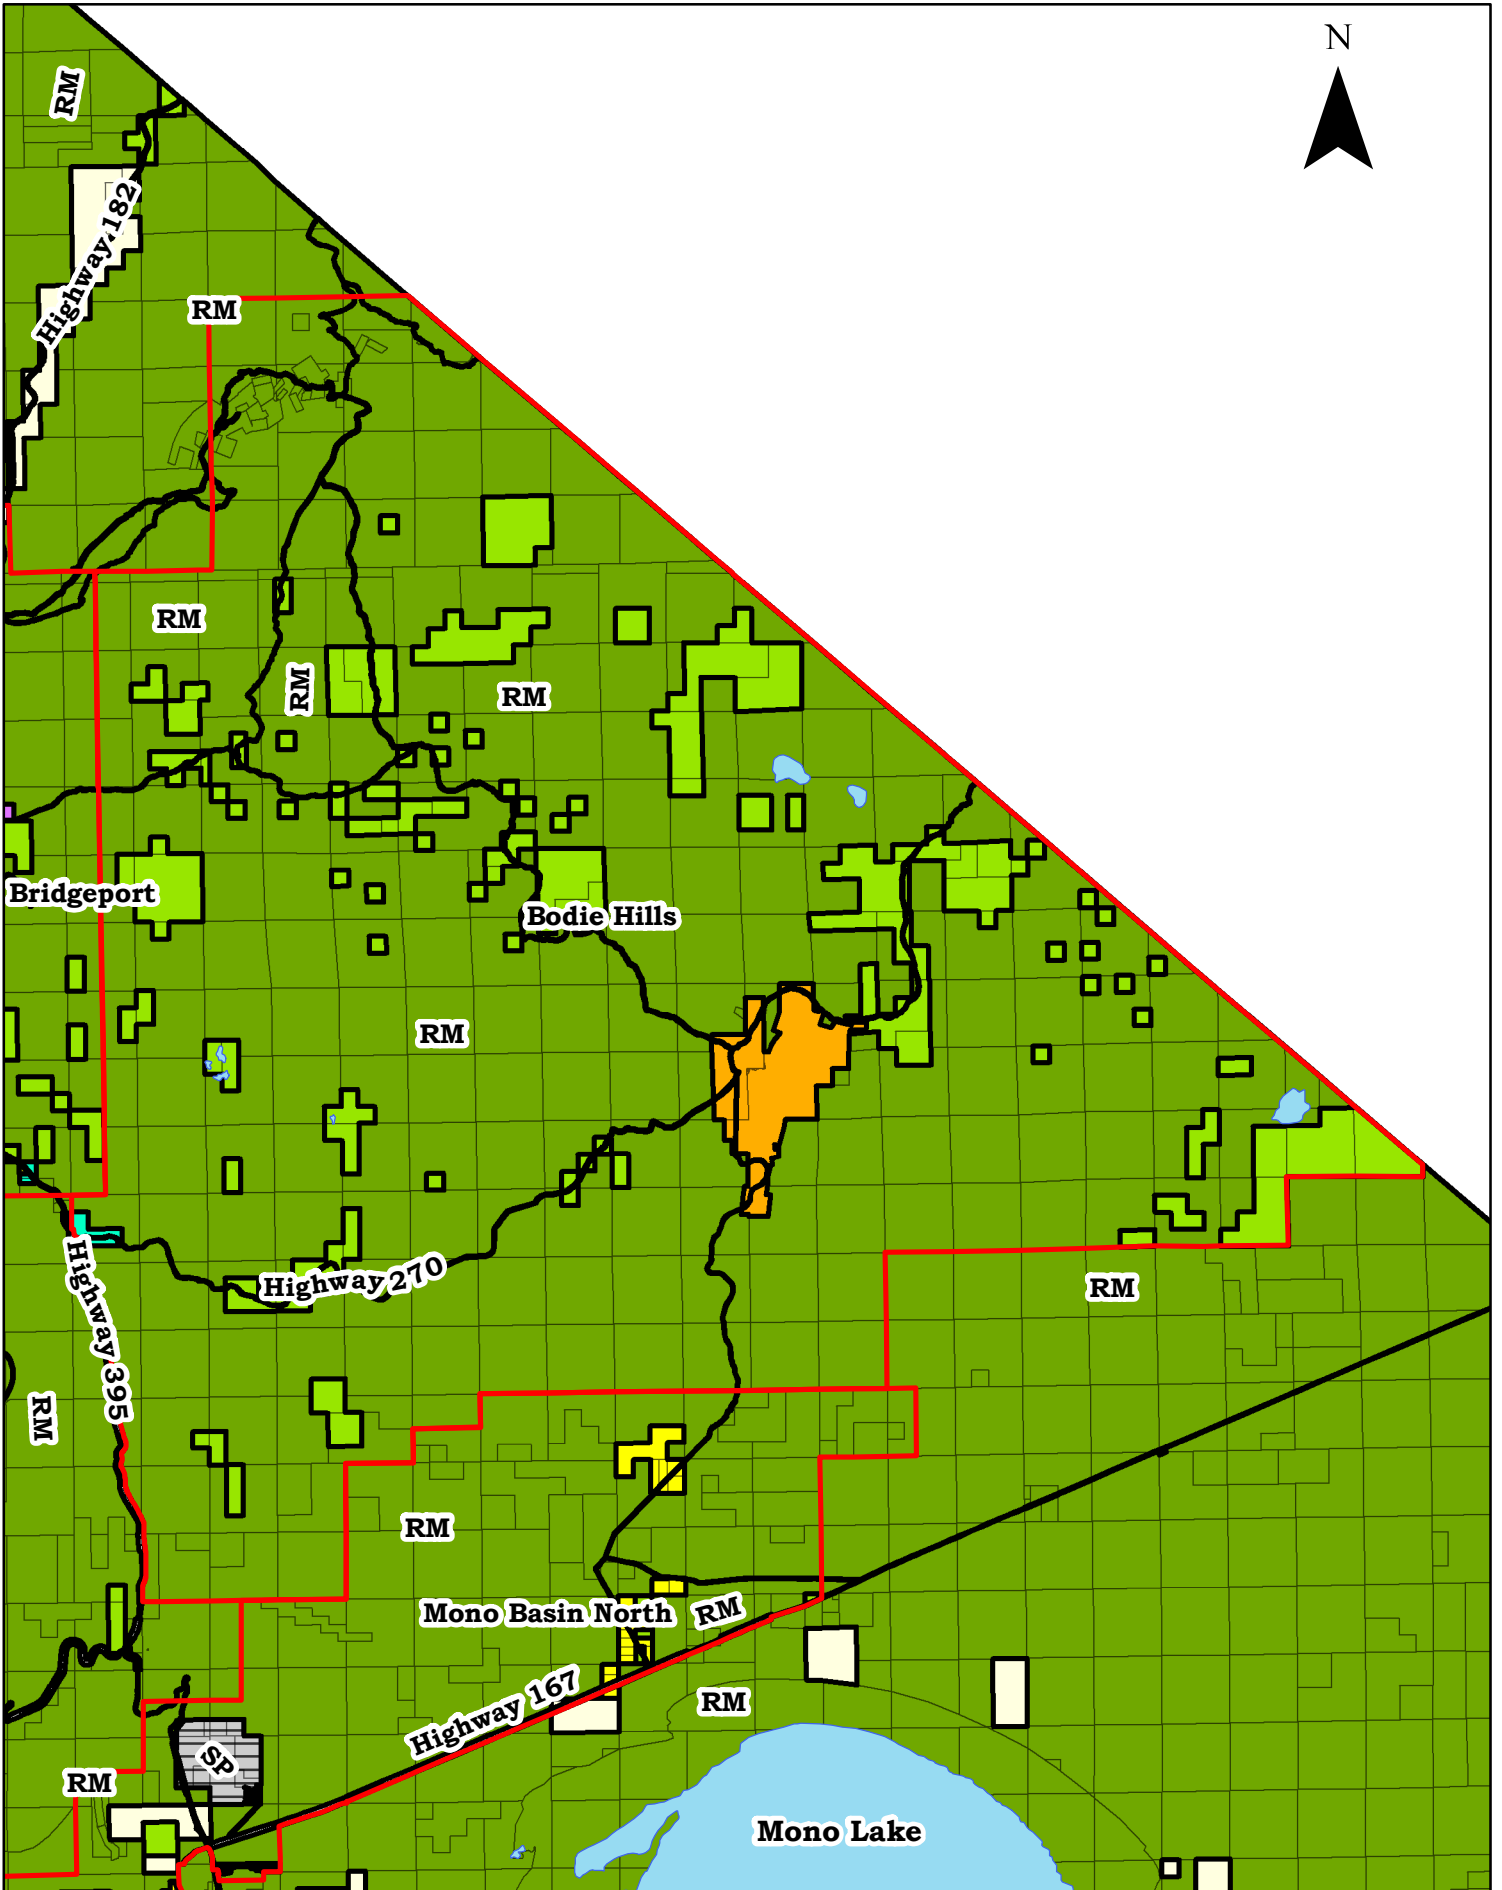 N
RM
Highway 182
RM
RM
RM
RM
Bridgeport
Bodie Hills
RM
Highway 270
RM
Highway 395
RM
RM
Mono Basin North
RM
Highway 167
RM
SP
RM
Mono Lake